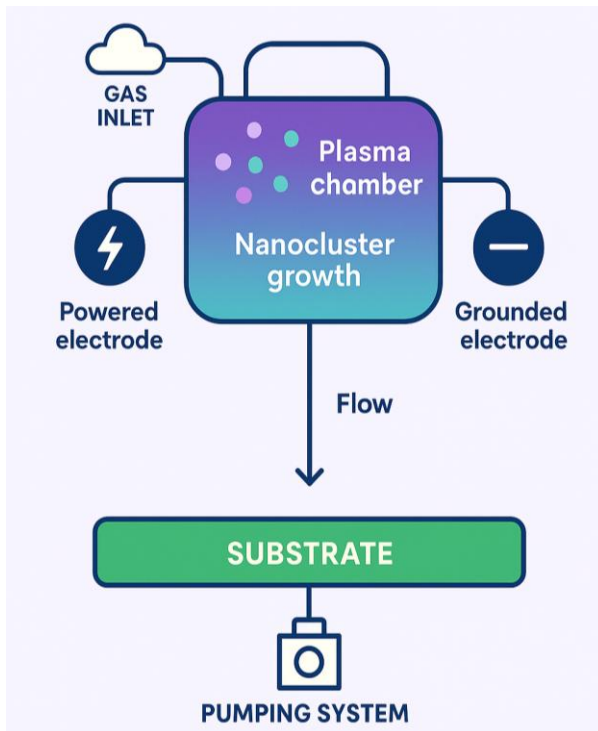 GAS
INLET
Plasma
chamber
Nanocluster
growth
Powered
electrode
Grounded
electrode
Flow
SUBSTRATE
PUMPING SYSTEM